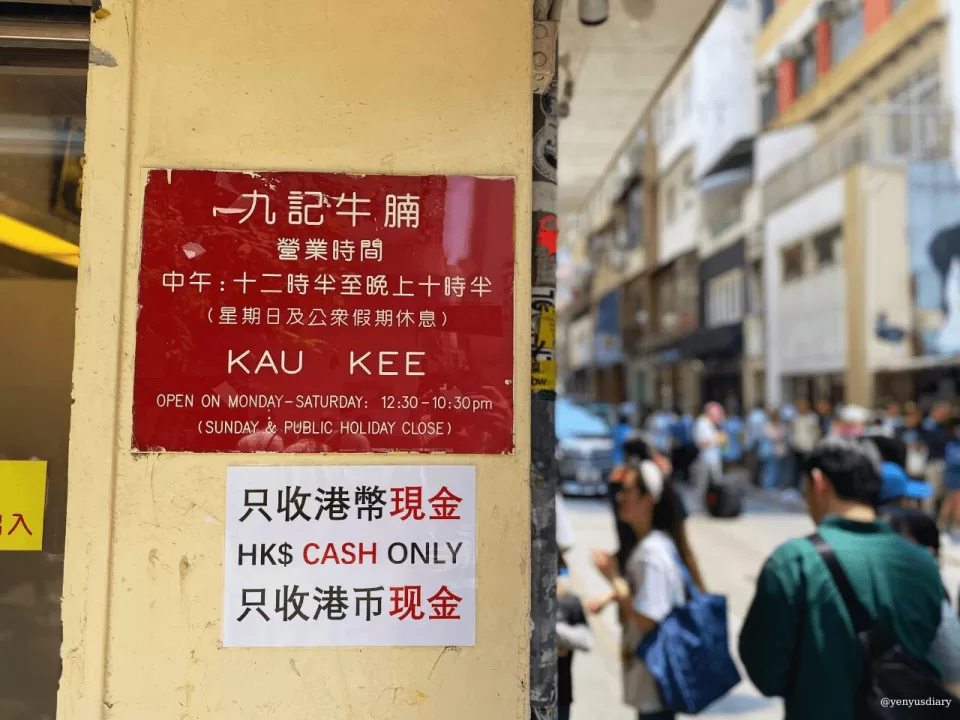 九記牛腩
營業時間
中午：十二時半至晚上十時半
（星期日及公衆假期休息）
KAU KEE
OPEN ON MONDAY–SATURDAY: 12:30–10:30pm
(SUNDAY & PUBLIC HOLIDAY CLOSE)
只收港幣現金
HK$ CASH ONLY
只收港币现金
入
@yenyusdiary